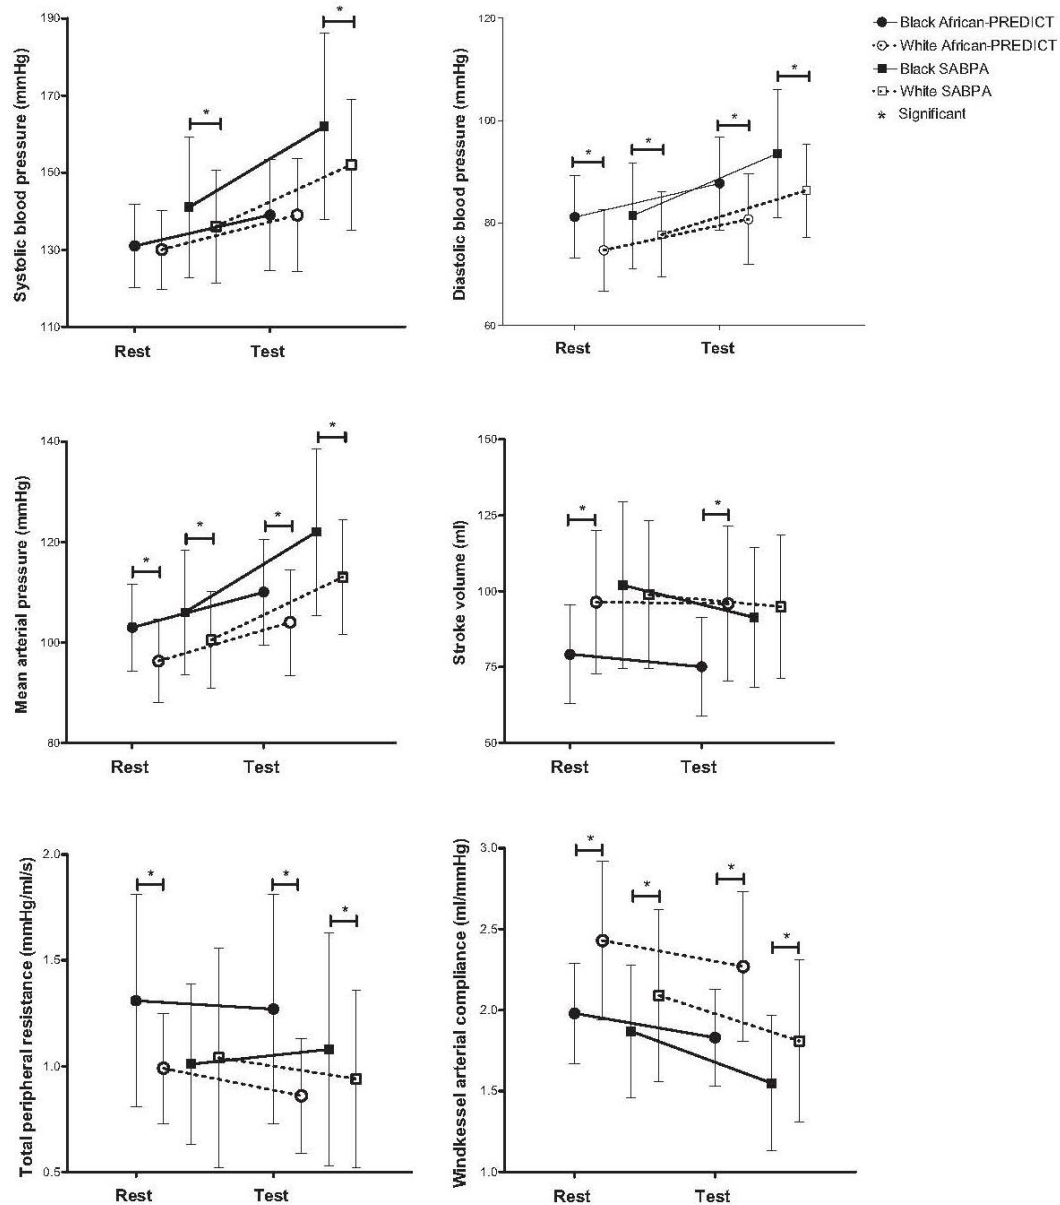 Systolic blood pressure (mmHg)
190
170
150
130
110
*
*
Rest
Test
Diastolic blood pressure (mmHg)
120
100
80
60
*
*
*
*
Rest
Test
Black African-PREDICT
White African-PREDICT
Black SABPA
White SABPA
* Significant
Mean arterial pressure (mmHg)
140
120
100
80
*
*
*
*
Rest
Test
Stroke volume (ml)
150
125
100
75
50
*
*
Rest
Test
Total peripheral resistance (mmHg/ml/s)
2.0
1.5
1.0
0.5
*
*
*
Rest
Test
Windkessel arterial compliance (ml/mmHg)
3.0
2.5
2.0
1.5
1.0
*
*
*
*
Rest
Test